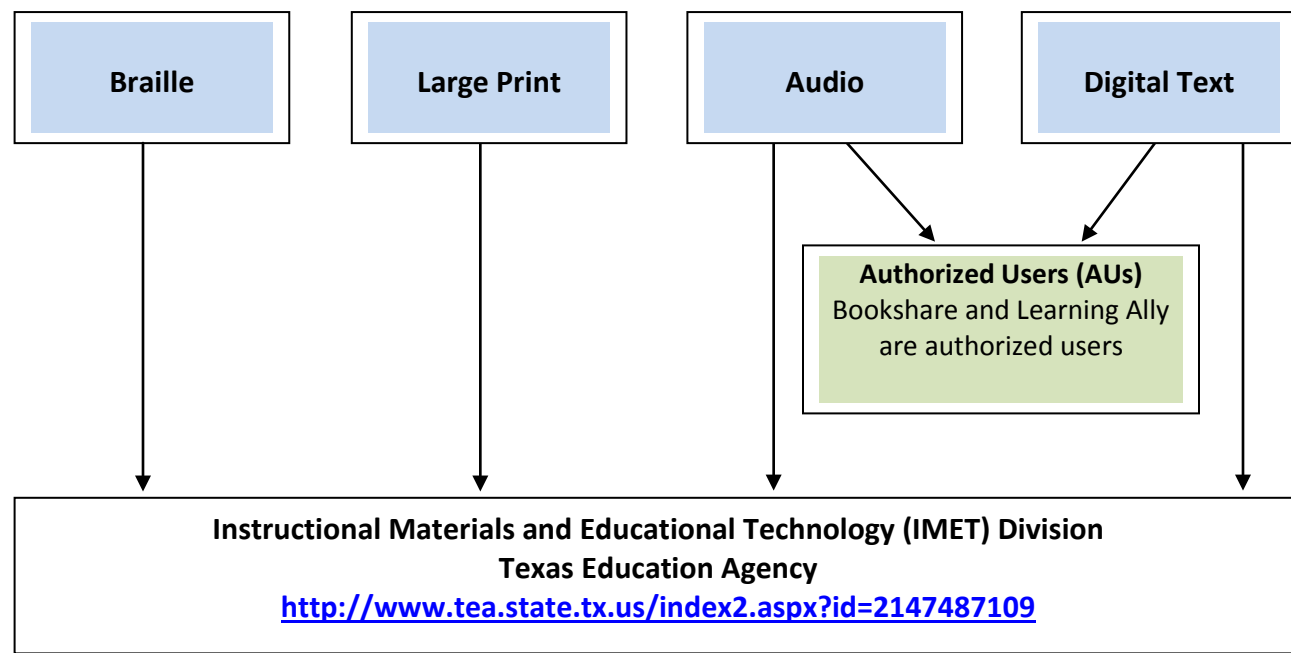 Braille
Large Print
Audio
Digital Text
Authorized Users (AUs)
Bookshare and Learning Ally
are authorized users
Instructional Materials and Educational Technology (IMET) Division
Texas Education Agency
http://www.tea.state.tx.us/index2.aspx?id=2147487109